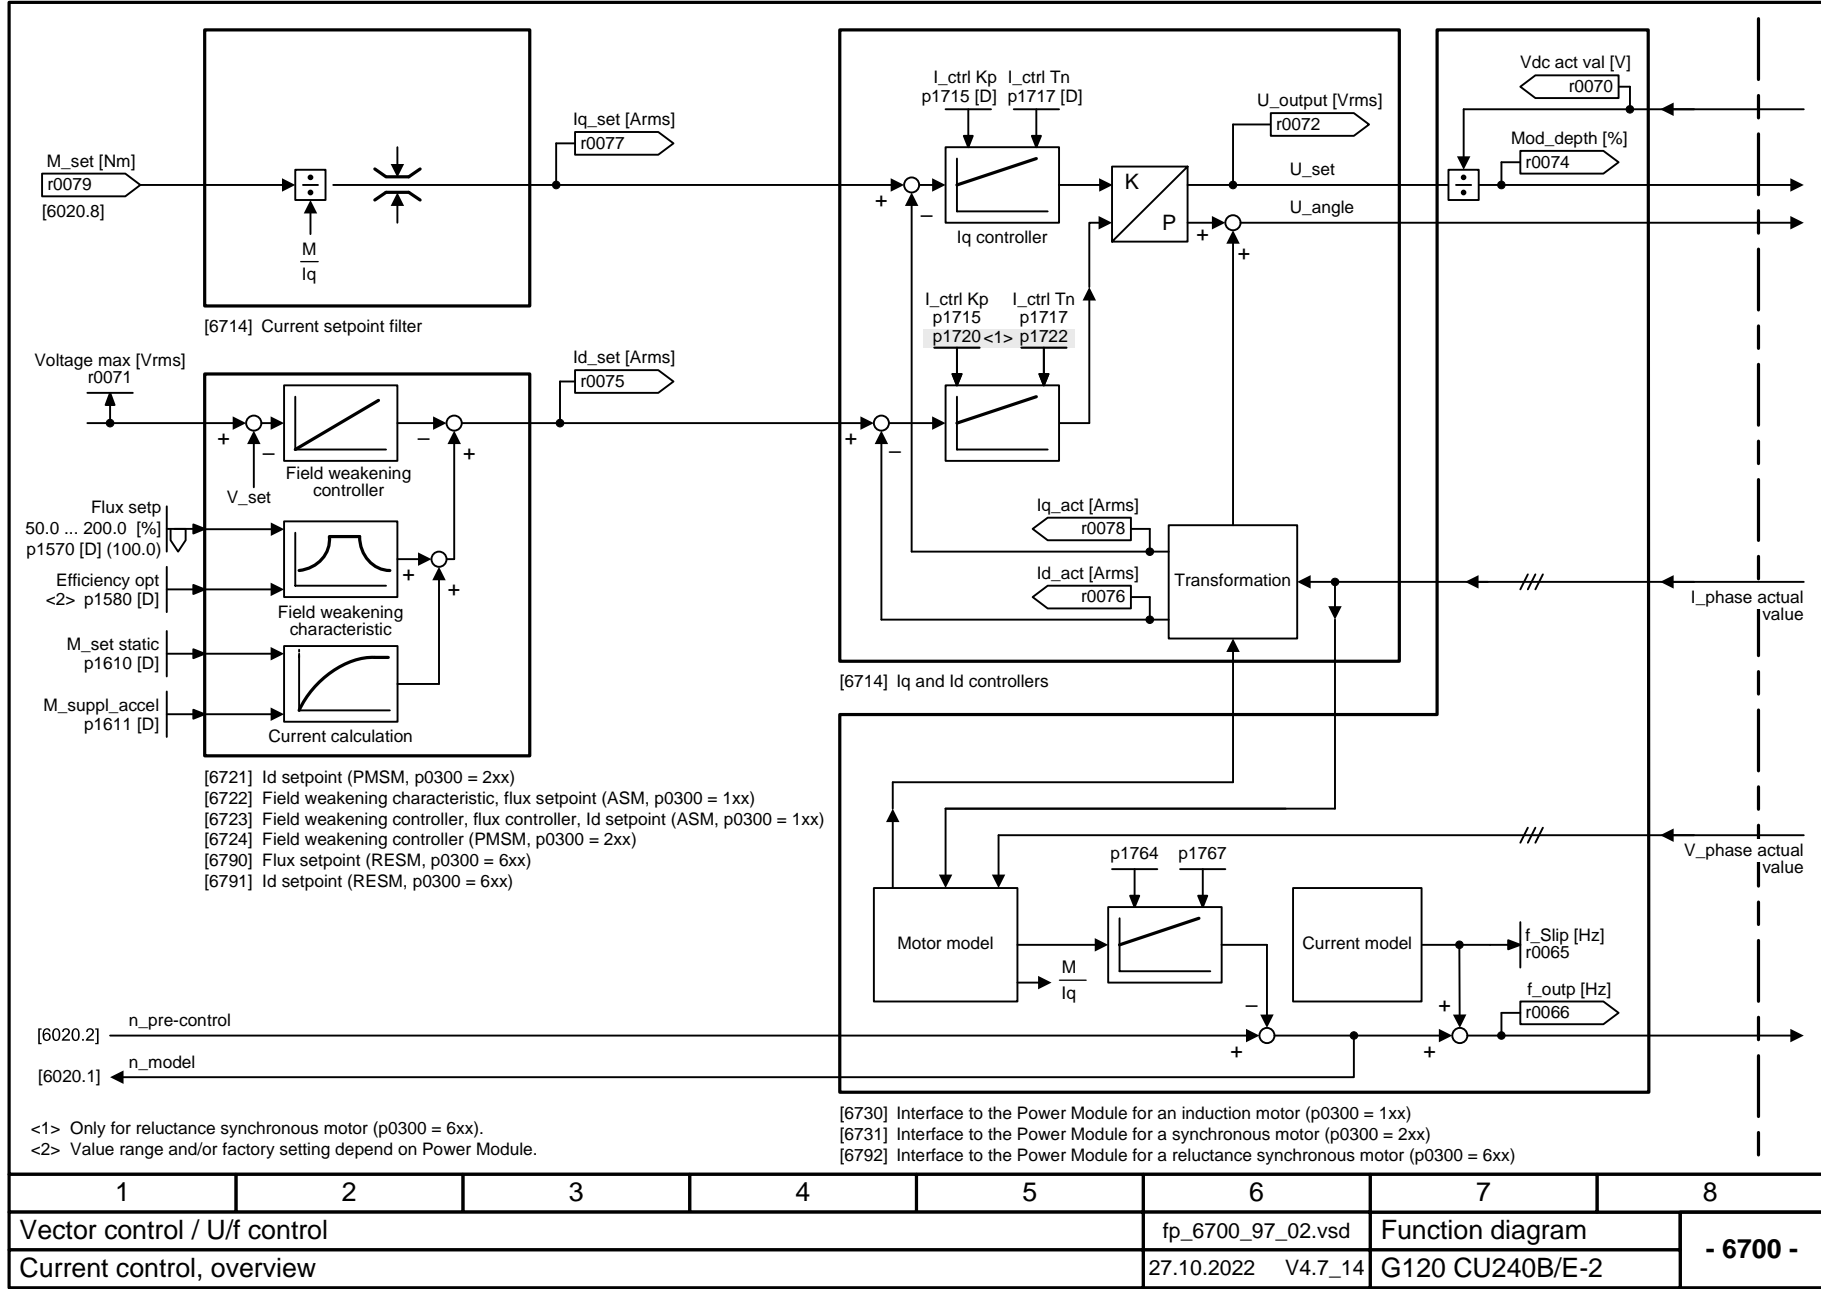 M_set [Nm]
r0079
[6020.8]
÷
M
Iq
[6714] Current setpoint filter
Iq_set [Arms]
r0077
Voltage max [Vrms]
r0071
+
–
V_set
Field weakening
controller
–
+
Flux setp
50.0 ... 200.0 [%]
p1570 [D] (100.0)
Efficiency opt
<2> p1580 [D]
Field weakening
characteristic
+
+
M_set static
p1610 [D]
M_suppl_accel
p1611 [D]
Current calculation
Id_set [Arms]
r0075
[6721] Id setpoint (PMSM, p0300 = 2xx)
[6722] Field weakening characteristic, flux setpoint (ASM, p0300 = 1xx)
[6723] Field weakening controller, flux controller, Id setpoint (ASM, p0300 = 1xx)
[6724] Field weakening controller (PMSM, p0300 = 2xx)
[6790] Flux setpoint (RESM, p0300 = 6xx)
[6791] Id setpoint (RESM, p0300 = 6xx)
I_ctrl Kp I_ctrl Tn
p1715 [D] p1717 [D]
+
–
Iq controller
K
P
U_output [Vrms]
r0072
U_set
U_angle
+
+
I_ctrl Kp I_ctrl Tn
p1715 p1717
p1720 <1> p1722
+
–
Iq_act [Arms]
r0078
Id_act [Arms]
r0076
Transformation
[6714] Iq and Id controllers
Vdc act val [V]
r0070
Mod_depth [%]
r0074
÷
I_phase actual
value
V_phase actual
value
p1764 p1767
Motor model
M
Iq
Current model
f_Slip [Hz]
r0065
f_outp [Hz]
r0066
–
+
+
+
[6020.2] n_pre-control
[6020.1] n_model
<1> Only for reluctance synchronous motor (p0300 = 6xx).
<2> Value range and/or factory setting depend on Power Module.
[6730] Interface to the Power Module for an induction motor (p0300 = 1xx)
[6731] Interface to the Power Module for a synchronous motor (p0300 = 2xx)
[6792] Interface to the Power Module for a reluctance synchronous motor (p0300 = 6xx)
1 2 3 4 5 6 7 8
Vector control / U/f control
fp_6700_97_02.vsd
Function diagram
- 6700 -
Current control, overview
27.10.2022 V4.7_14
G120 CU240B/E-2